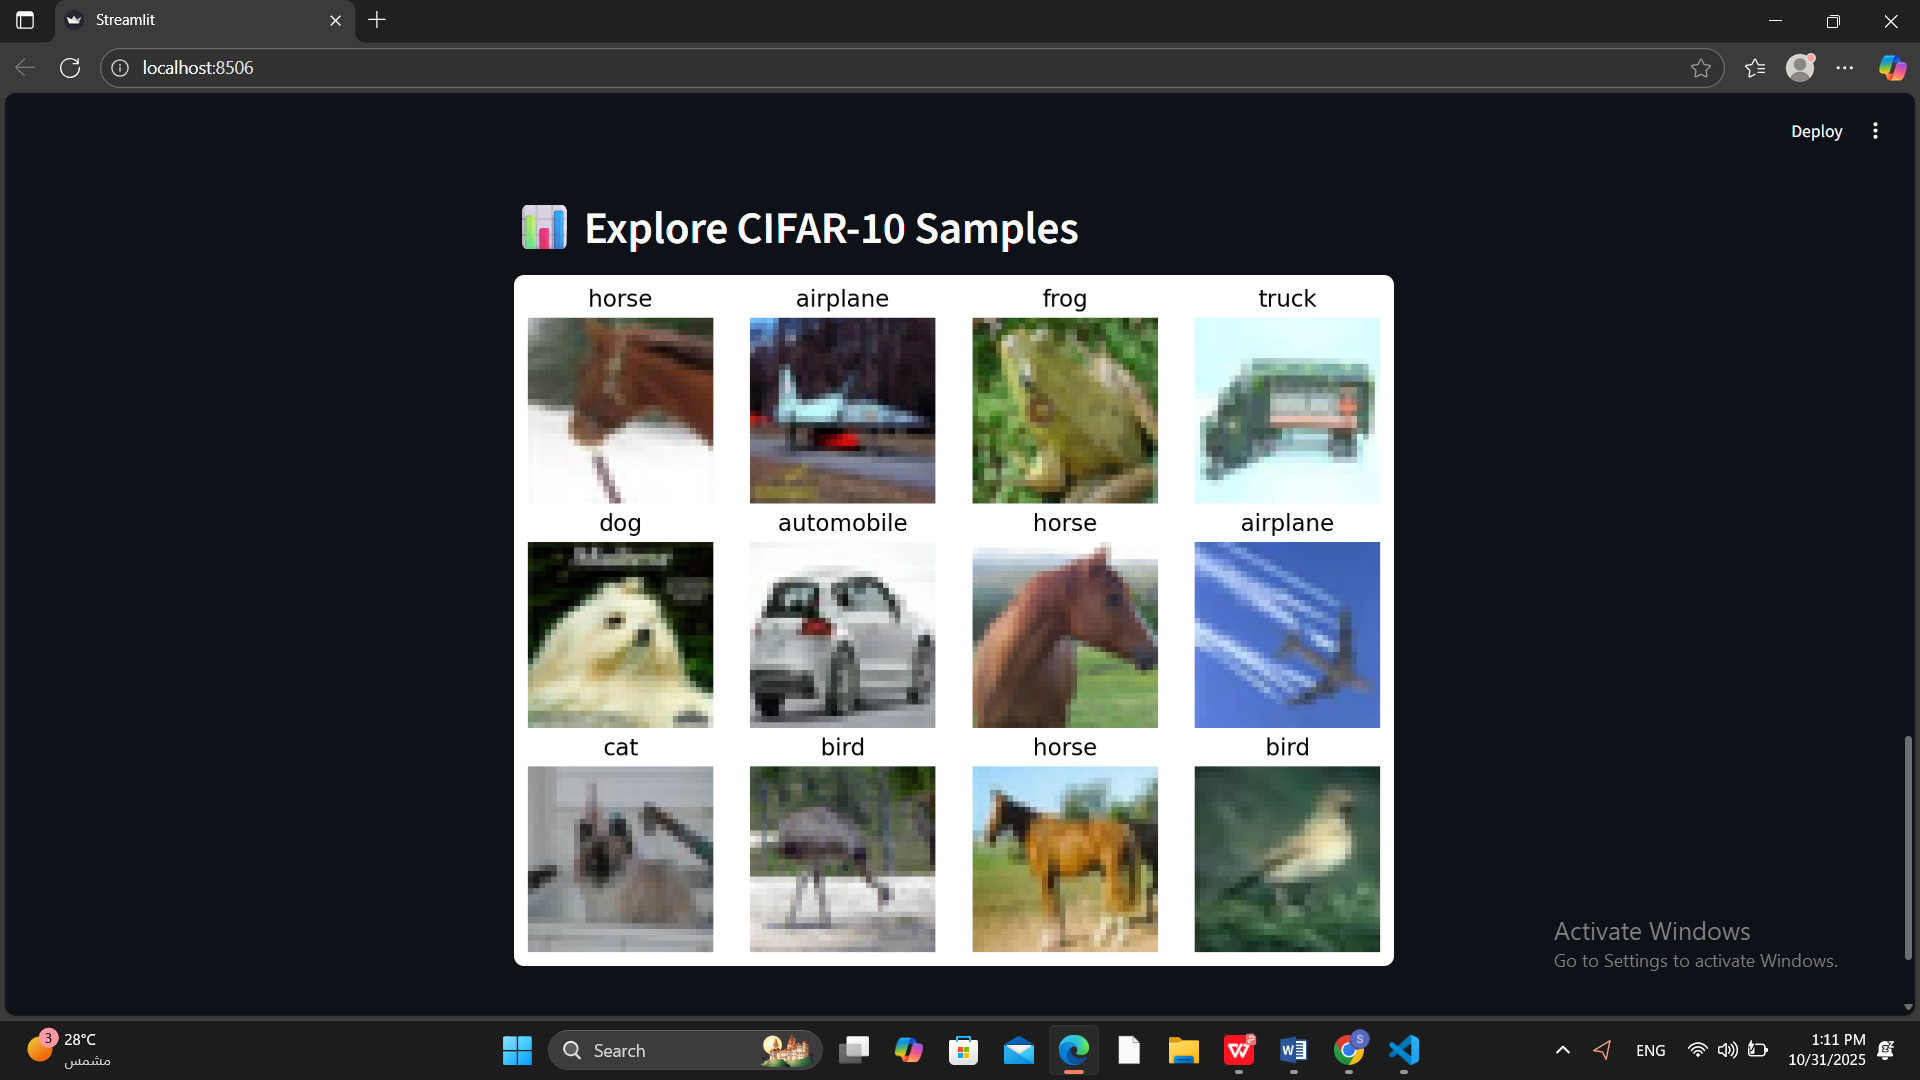 Streamlit
localhost:8506
Deploy
Explore CIFAR-10 Samples
horse airplane frog truck
dog automobile horse airplane
cat bird horse bird
Activate Windows
Go to Settings to activate Windows.
3
28°C
مشمس
Search
W
W
S
ENG
1:11 PM
10/31/2025